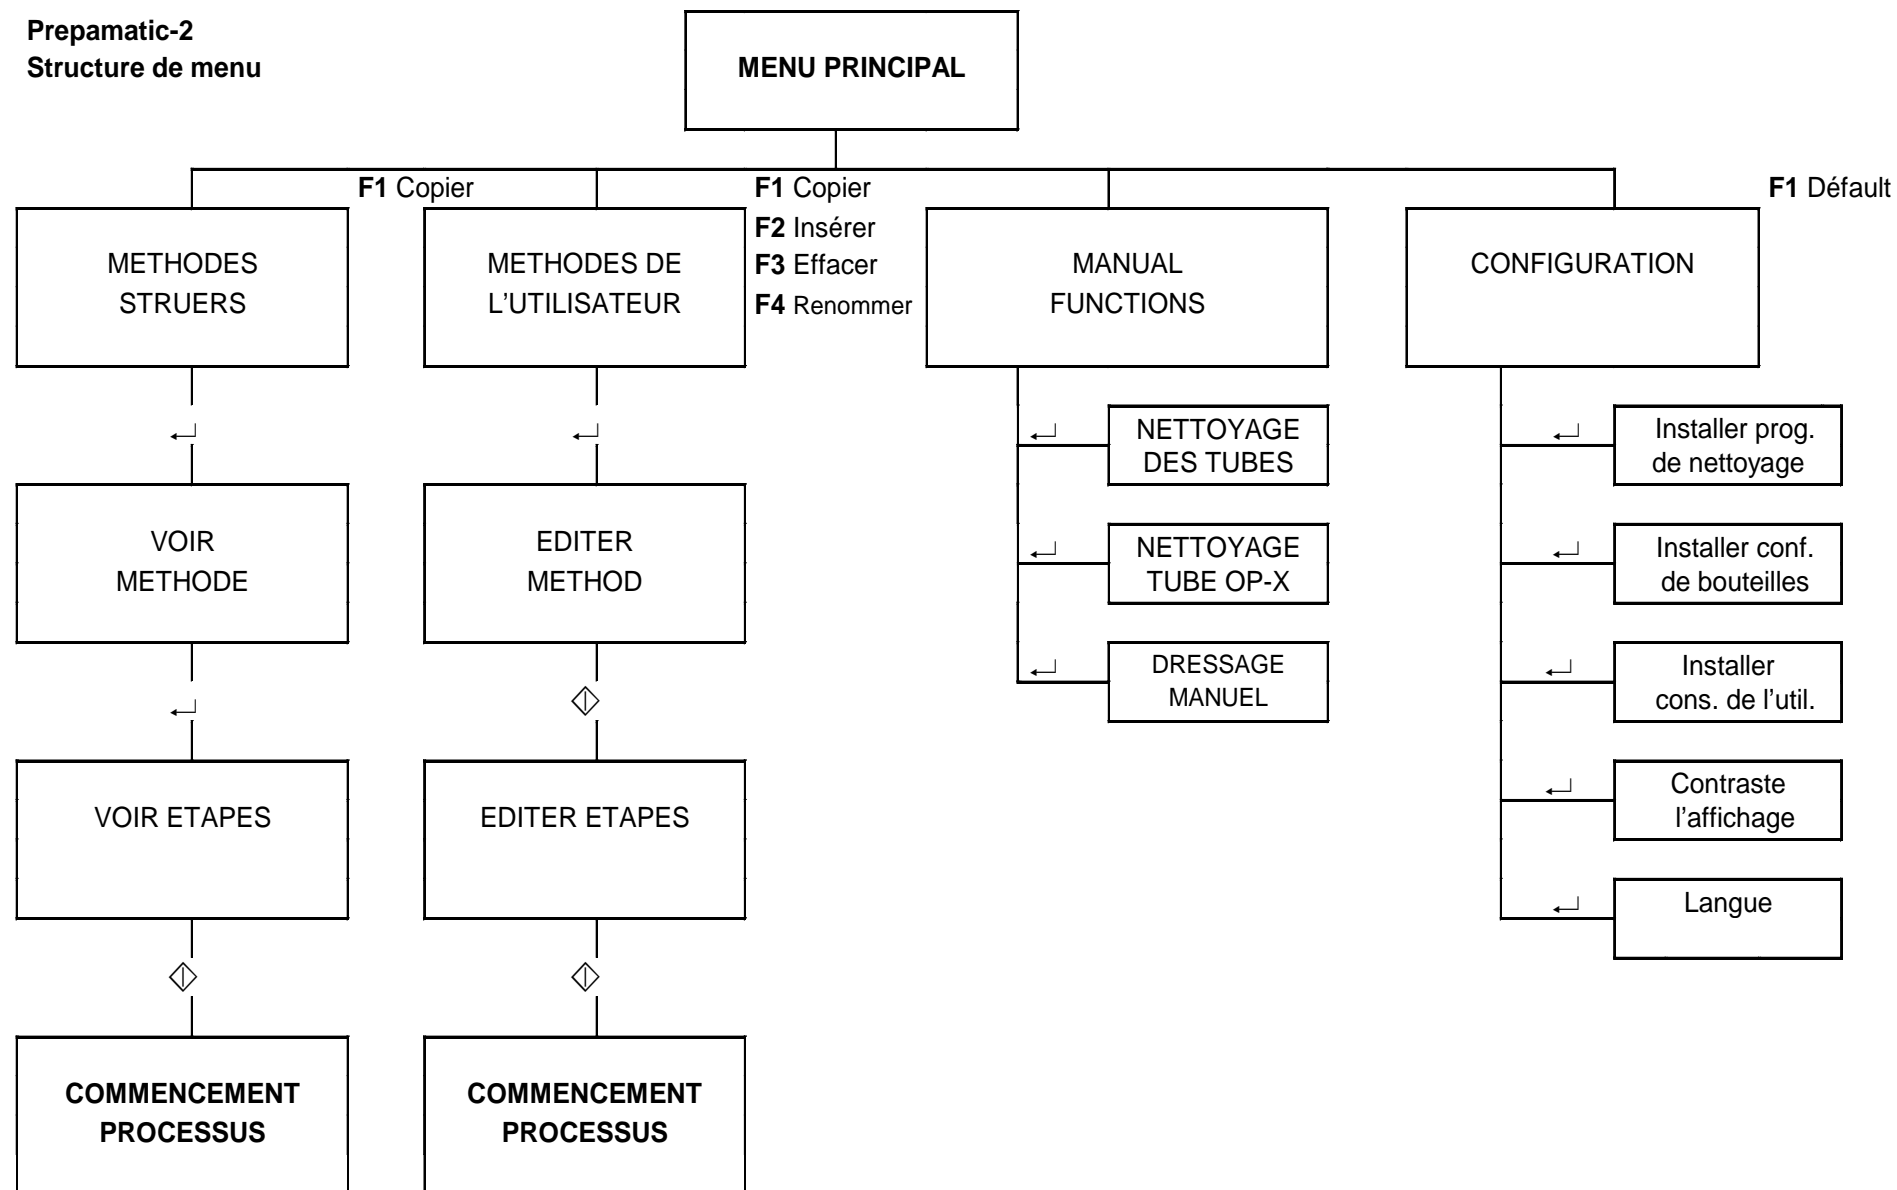 Prepamatic-2
Structure de menu
MENU PRINCIPAL
F1 Copier
F1 Copier
F2 Insérer
F3 Effacer
F4 Renommer
F1 Défault
METHODES
STRUERS
METHODES DE
L'UTILISATEUR
MANUAL
FUNCTIONS
CONFIGURATION
VOIR
METHODE
EDITER
METHOD
NETTOYAGE
DES TUBES
NETTOYAGE
TUBE OP-X
DRESSAGE
MANUEL
Installer prog.
de nettoyage
Installer conf.
de bouteilles
Installer
cons. de l'util.
Contraste
l'affichage
Langue
VOIR ETAPES
EDITER ETAPES
COMMENCEMENT
PROCESSUS
COMMENCEMENT
PROCESSUS